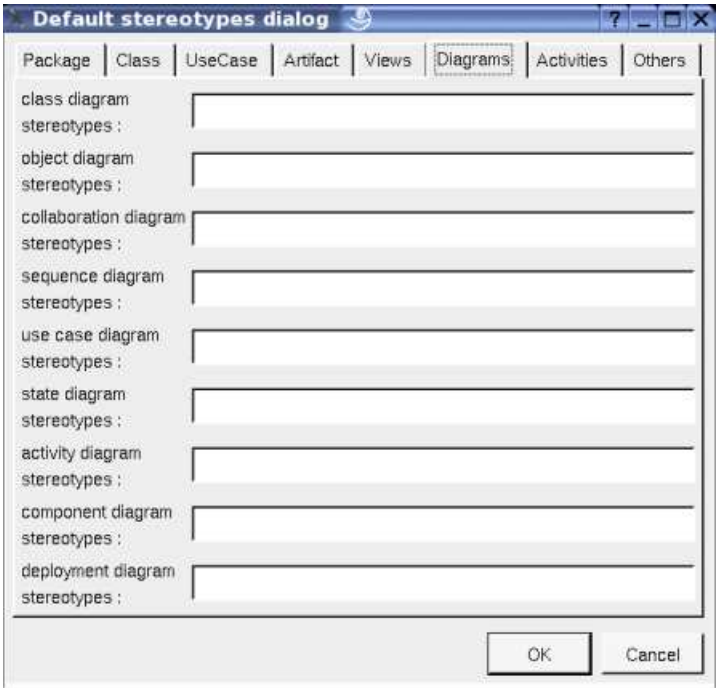 Default stereotypes dialog ?
Package Class UseCase Artifact Views Diagrams Activities Others
class diagram
stereotypes :
object diagram
stereotypes :
collaboration diagram
stereotypes :
sequence diagram
stereotypes :
use case diagram
stereotypes :
state diagram
stereotypes :
activity diagram
stereotypes :
component diagram
stereotypes :
deployment diagram
stereotypes :
OK Cancel